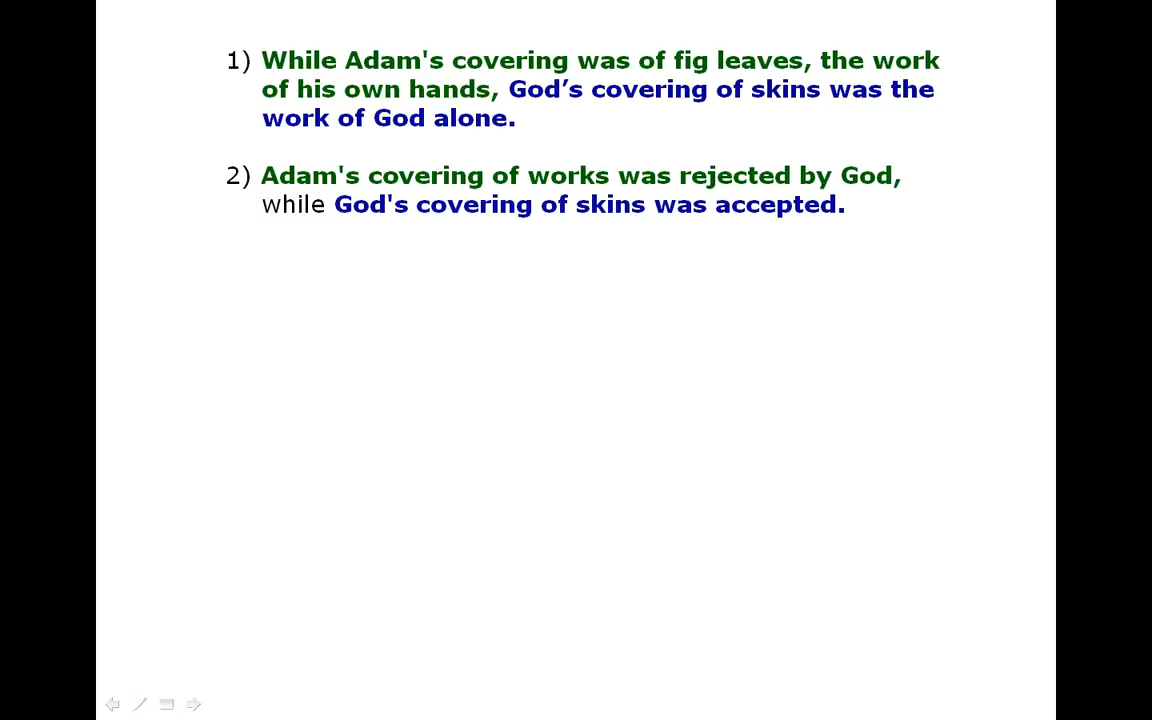 1) While Adam's covering was of fig leaves, the work
of his own hands, God’s covering of skins was the
work of God alone.
2) Adam's covering of works was rejected by God,
while God's covering of skins was accepted.